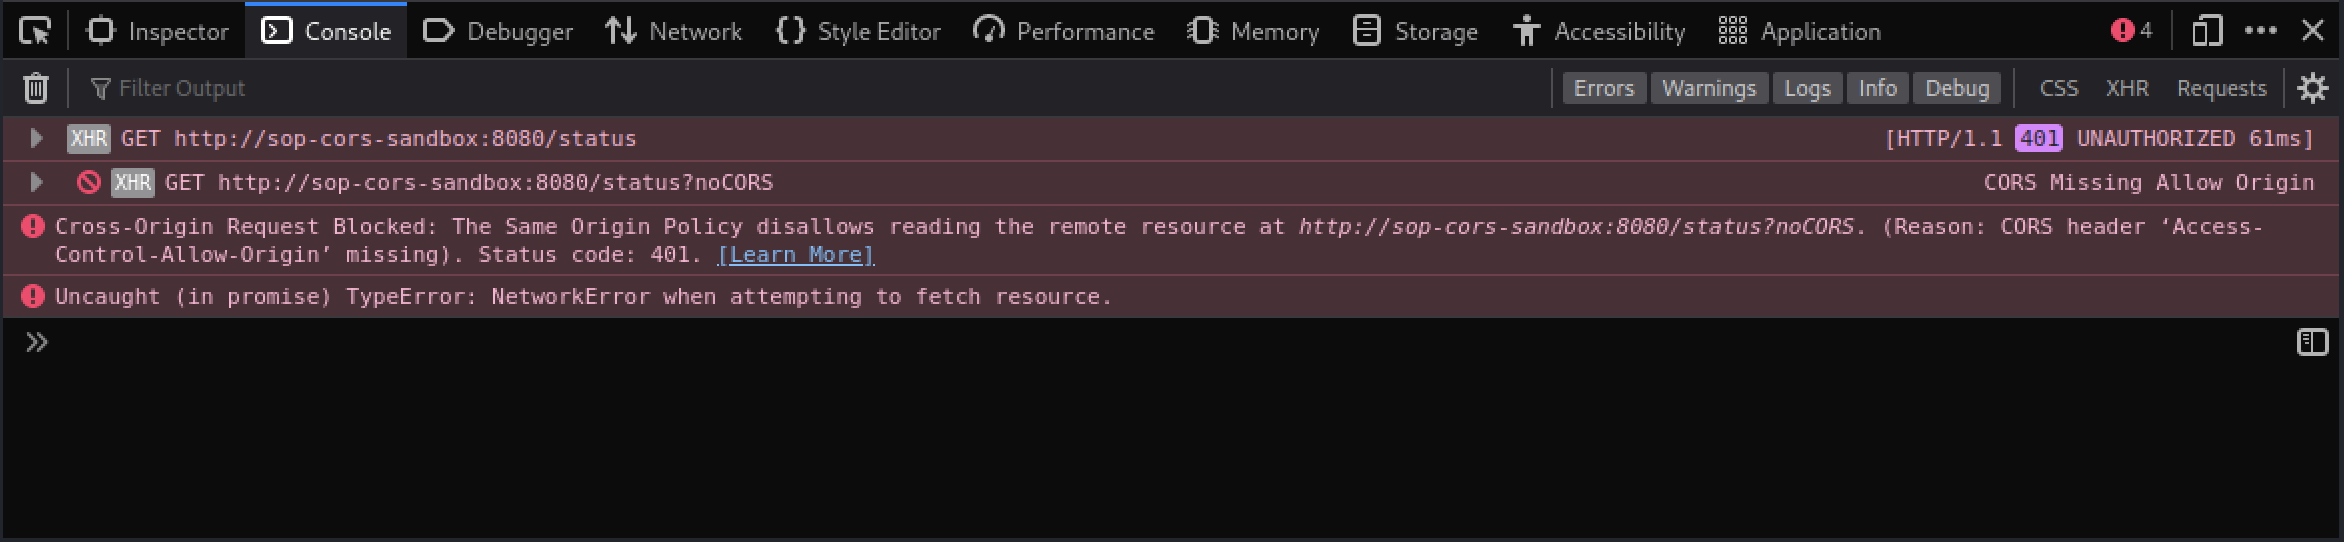 Inspector Console Debugger Network Style Editor Performance Memory Storage Accessibility Application 4
Filter Output Errors Warnings Logs Info Debug CSS XHR Requests
XHR GET http://sop-cors-sandbox:8080/status [HTTP/1.1 401 UNAUTHORIZED 61ms]
XHR GET http://sop-cors-sandbox:8080/status?noCORS CORS Missing Allow Origin
Cross-Origin Request Blocked: The Same Origin Policy disallows reading the remote resource at http://sop-cors-sandbox:8080/status?noCORS. (Reason: CORS header ‘Access-
Control-Allow-Origin’ missing). Status code: 401. [Learn More]
Uncaught (in promise) TypeError: NetworkError when attempting to fetch resource.